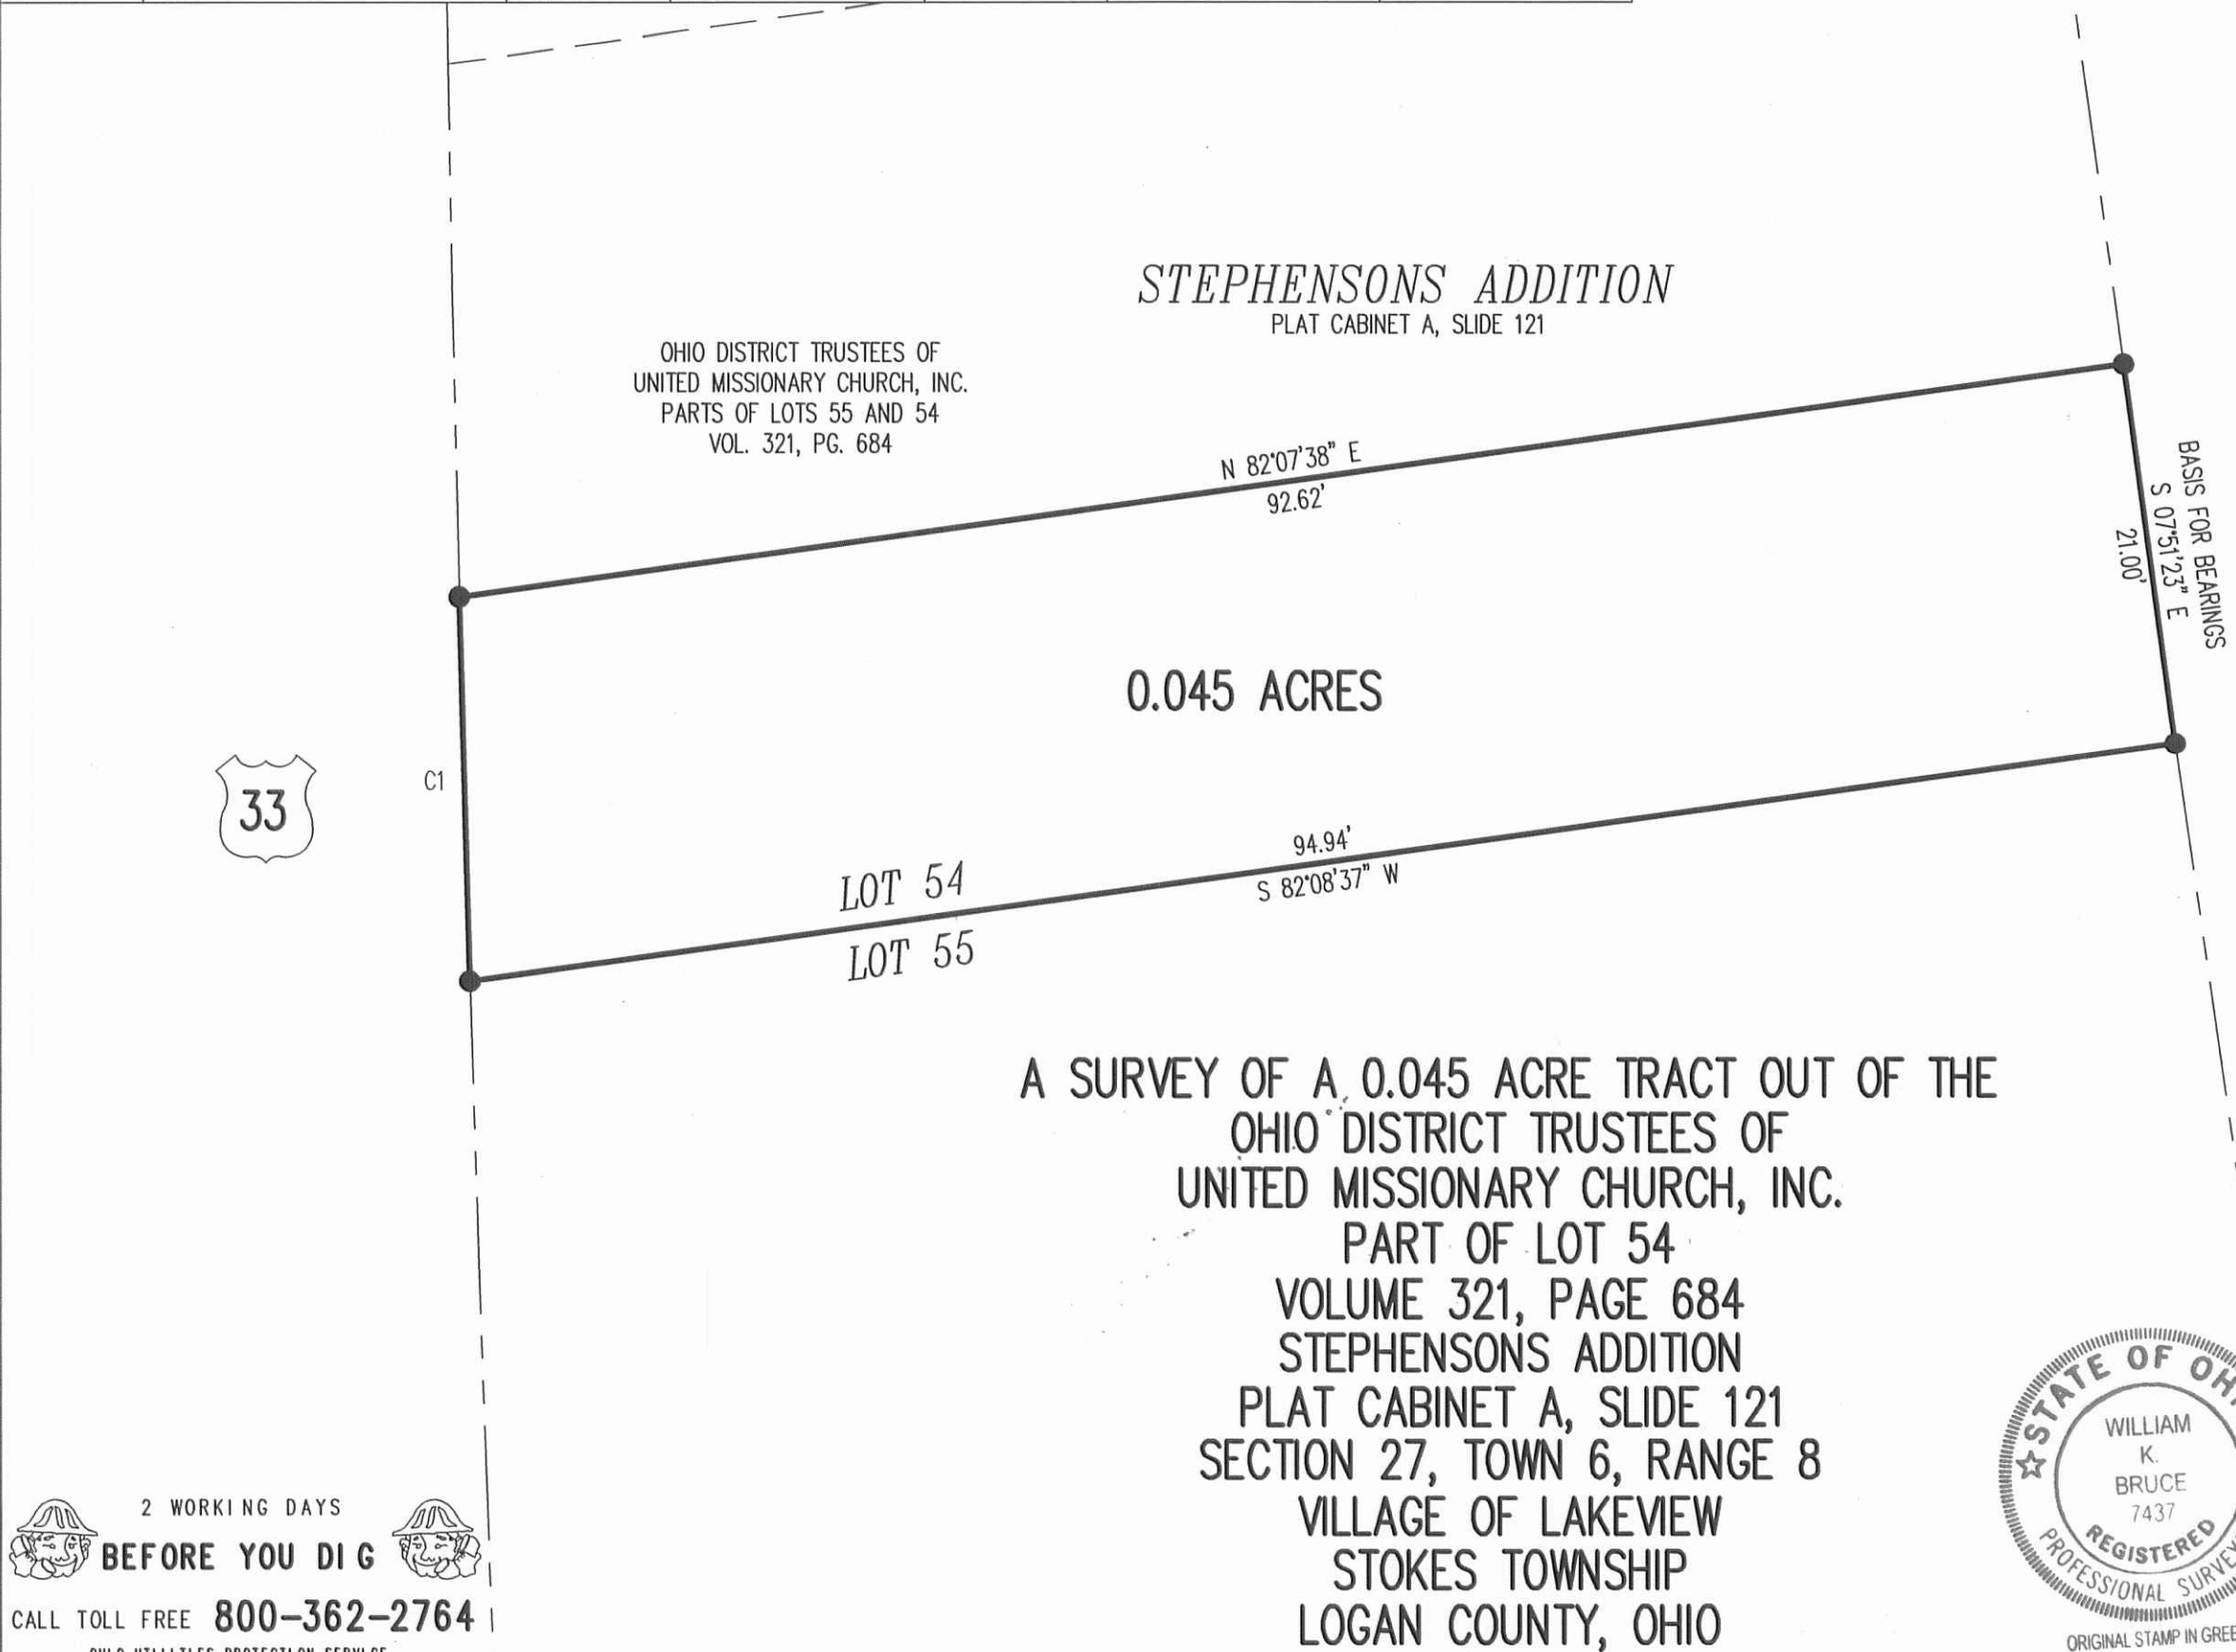 STEPHENSONS ADDITION
PLAT CABINET A, SLIDE 121
OHIO DISTRICT TRUSTEES OF
UNITED MISSIONARY CHURCH, INC.
PARTS OF LOTS 55 AND 54
VOL. 321, PG. 684
N 82°07'38" E
92.62'
BASIS FOR BEARINGS
S 07°51'23" E
21.00'
0.045 ACRES
33
C1
94.94'
S 82°08'37" W
LOT 54
LOT 55
A SURVEY OF A 0.045 ACRE TRACT OUT OF THE
OHIO DISTRICT TRUSTEES OF
UNITED MISSIONARY CHURCH, INC.
PART OF LOT 54
VOLUME 321, PAGE 684
STEPHENSONS ADDITION
PLAT CABINET A, SLIDE 121
SECTION 27, TOWN 6, RANGE 8
VILLAGE OF LAKEVIEW
STOKES TOWNSHIP
LOGAN COUNTY, OHIO
2 WORKING DAYS
BEFORE YOU DIG
CALL TOLL FREE 800-362-2764
STATE OF
WILLIAM
K.
BRUCE
7437
REGISTERED
PROFESSIONAL
ORIGINAL STAMP IN